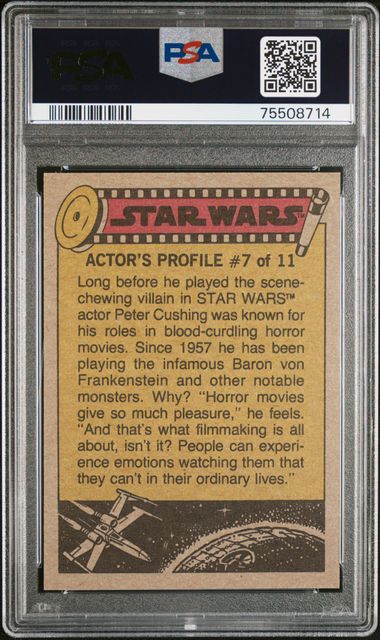 PSA
PSA
75508714
STAR WARS™
ACTOR'S PROFILE #7 of 11
Long before he played the scene-
chewing villain in STAR WARS™
actor Peter Cushing was known for
his roles in blood-curdling horror
movies. Since 1957 he has been
playing the infamous Baron von
Frankenstein and other notable
monsters. Why? "Horror movies
give so much pleasure," he feels.
"And that's what filmmaking is all
about, isn't it? People can experi-
ence emotions watching them that
they can't in their ordinary lives."